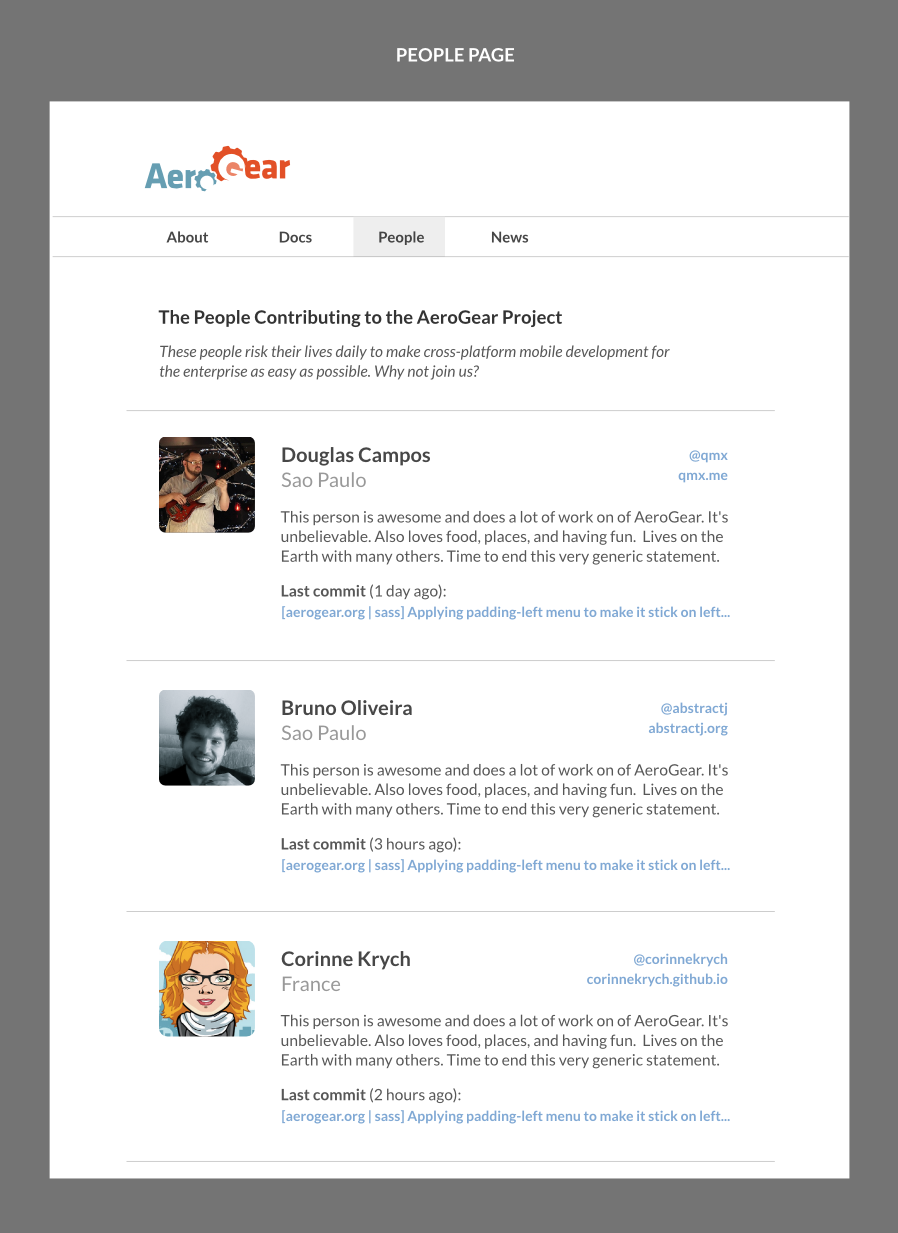 PEOPLE PAGE
AeroGear
About Docs People News
The People Contributing to the AeroGear Project
These people risk their lives daily to make cross-platform mobile development for
the enterprise as easy as possible. Why not join us?
Douglas Campos
@qmx
Sao Paulo
qmx.me
This person is awesome and does a lot of work on of AeroGear. It's
unbelievable. Also loves food, places, and having fun.  Lives on the
Earth with many others. Time to end this very generic statement.
Last commit (1 day ago):
[aerogear.org | sass] Applying padding-left menu to make it stick on left...
Bruno Oliveira
@abstractj
Sao Paulo
abstractj.org
This person is awesome and does a lot of work on of AeroGear. It's
unbelievable. Also loves food, places, and having fun.  Lives on the
Earth with many others. Time to end this very generic statement.
Last commit (3 hours ago):
[aerogear.org | sass] Applying padding-left menu to make it stick on left...
Corinne Krych
@corinnekrych
France
corinnekrych.github.io
This person is awesome and does a lot of work on of AeroGear. It's
unbelievable. Also loves food, places, and having fun.  Lives on the
Earth with many others. Time to end this very generic statement.
Last commit (2 hours ago):
[aerogear.org | sass] Applying padding-left menu to make it stick on left...